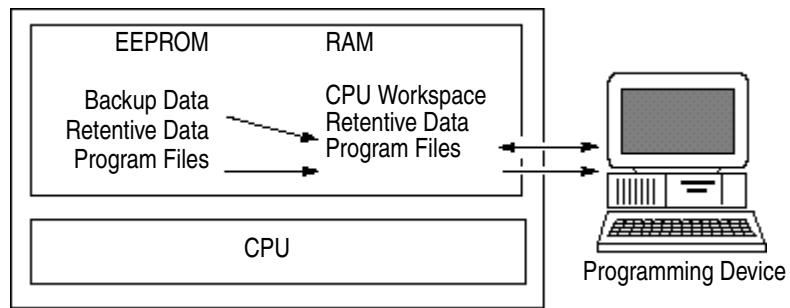 EEPROM
RAM
Backup Data
Retentive Data
Program Files
CPU Workspace
Retentive Data
Program Files
CPU
Programming Device